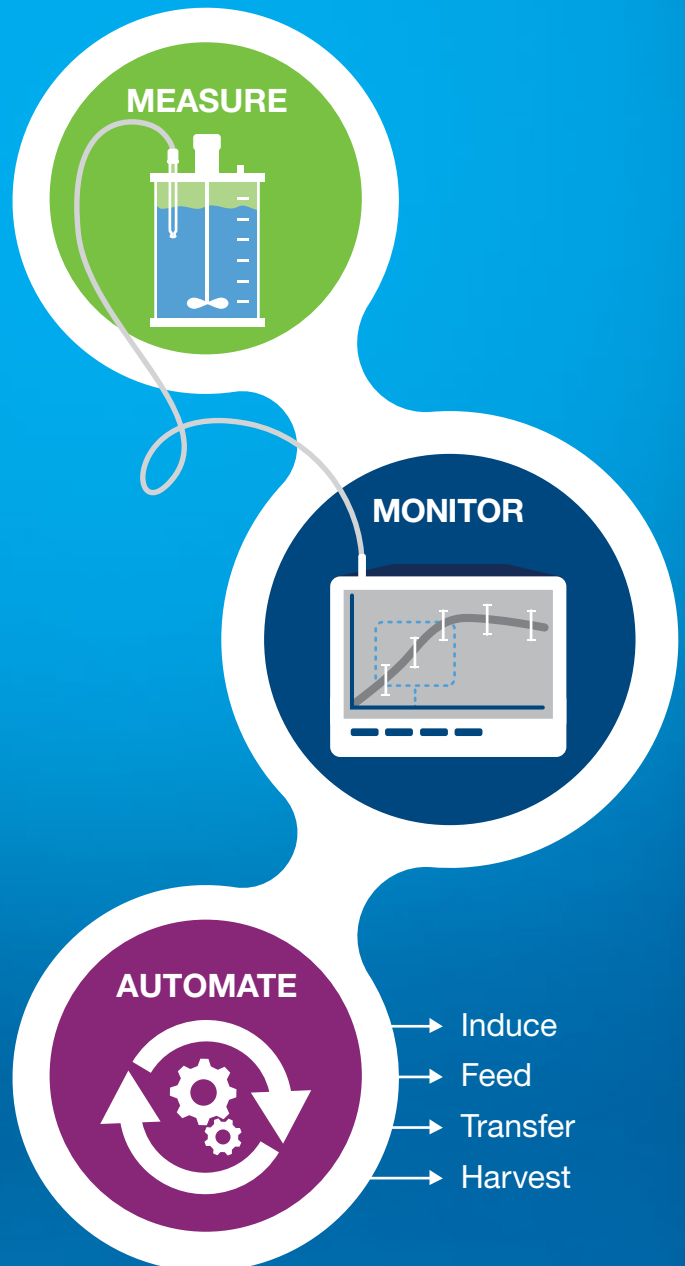 MEASURE
MONITOR
AUTOMATE
Induce
Feed
Transfer
Harvest